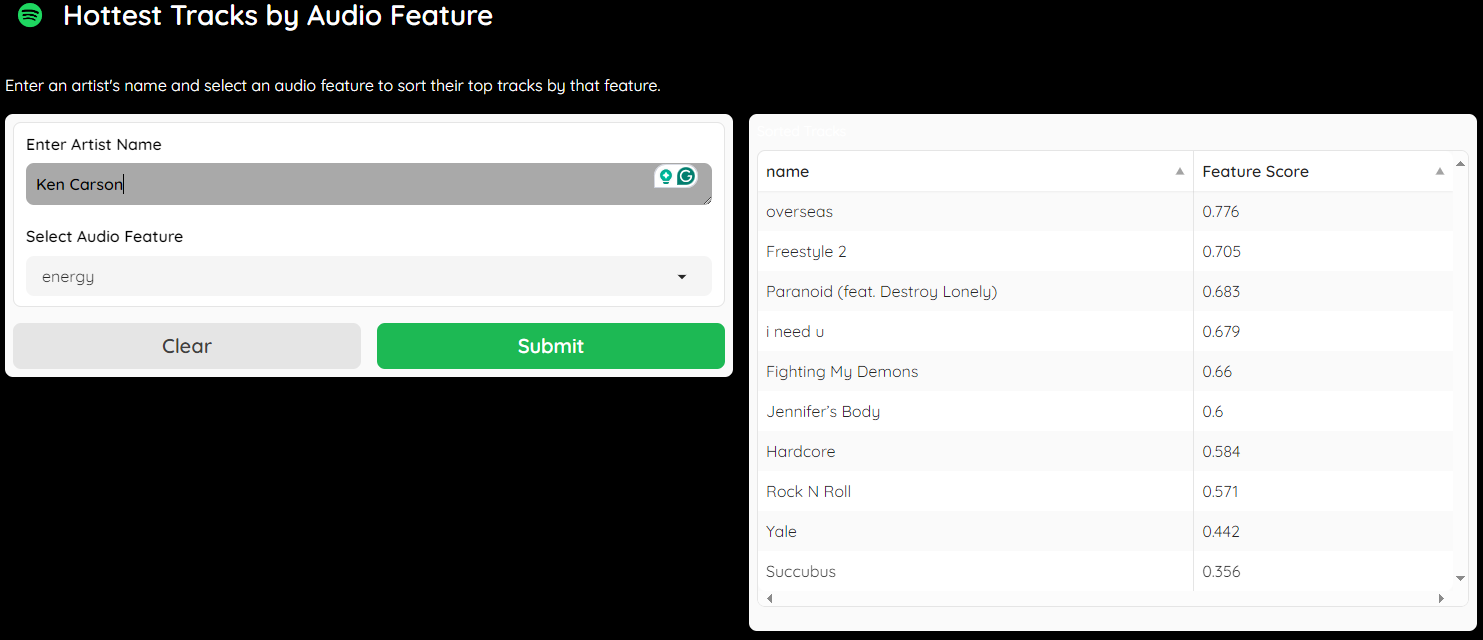 Hottest Tracks by Audio Feature
Enter an artist's name and select an audio feature to sort their top tracks by that feature.
Enter Artist Name
Ken Carson
Select Audio Feature
energy
Clear
Submit
name
Feature Score
overseas
0.776
Freestyle 2
0.705
Paranoid (feat. Destroy Lonely)
0.683
i need u
0.679
Fighting My Demons
0.66
Jennifer’s Body
0.6
Hardcore
0.584
Rock N Roll
0.571
Yale
0.442
Succubus
0.356